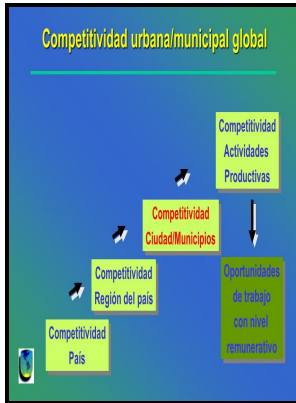 Competitividad urbana/municipal global
Competitividad
Actividades
Productivas
Competitividad
Ciudad/Municipios
Competitividad
Región del país
Oportunidades
de trabajo
con nivel
remunerativo
Competitividad
País